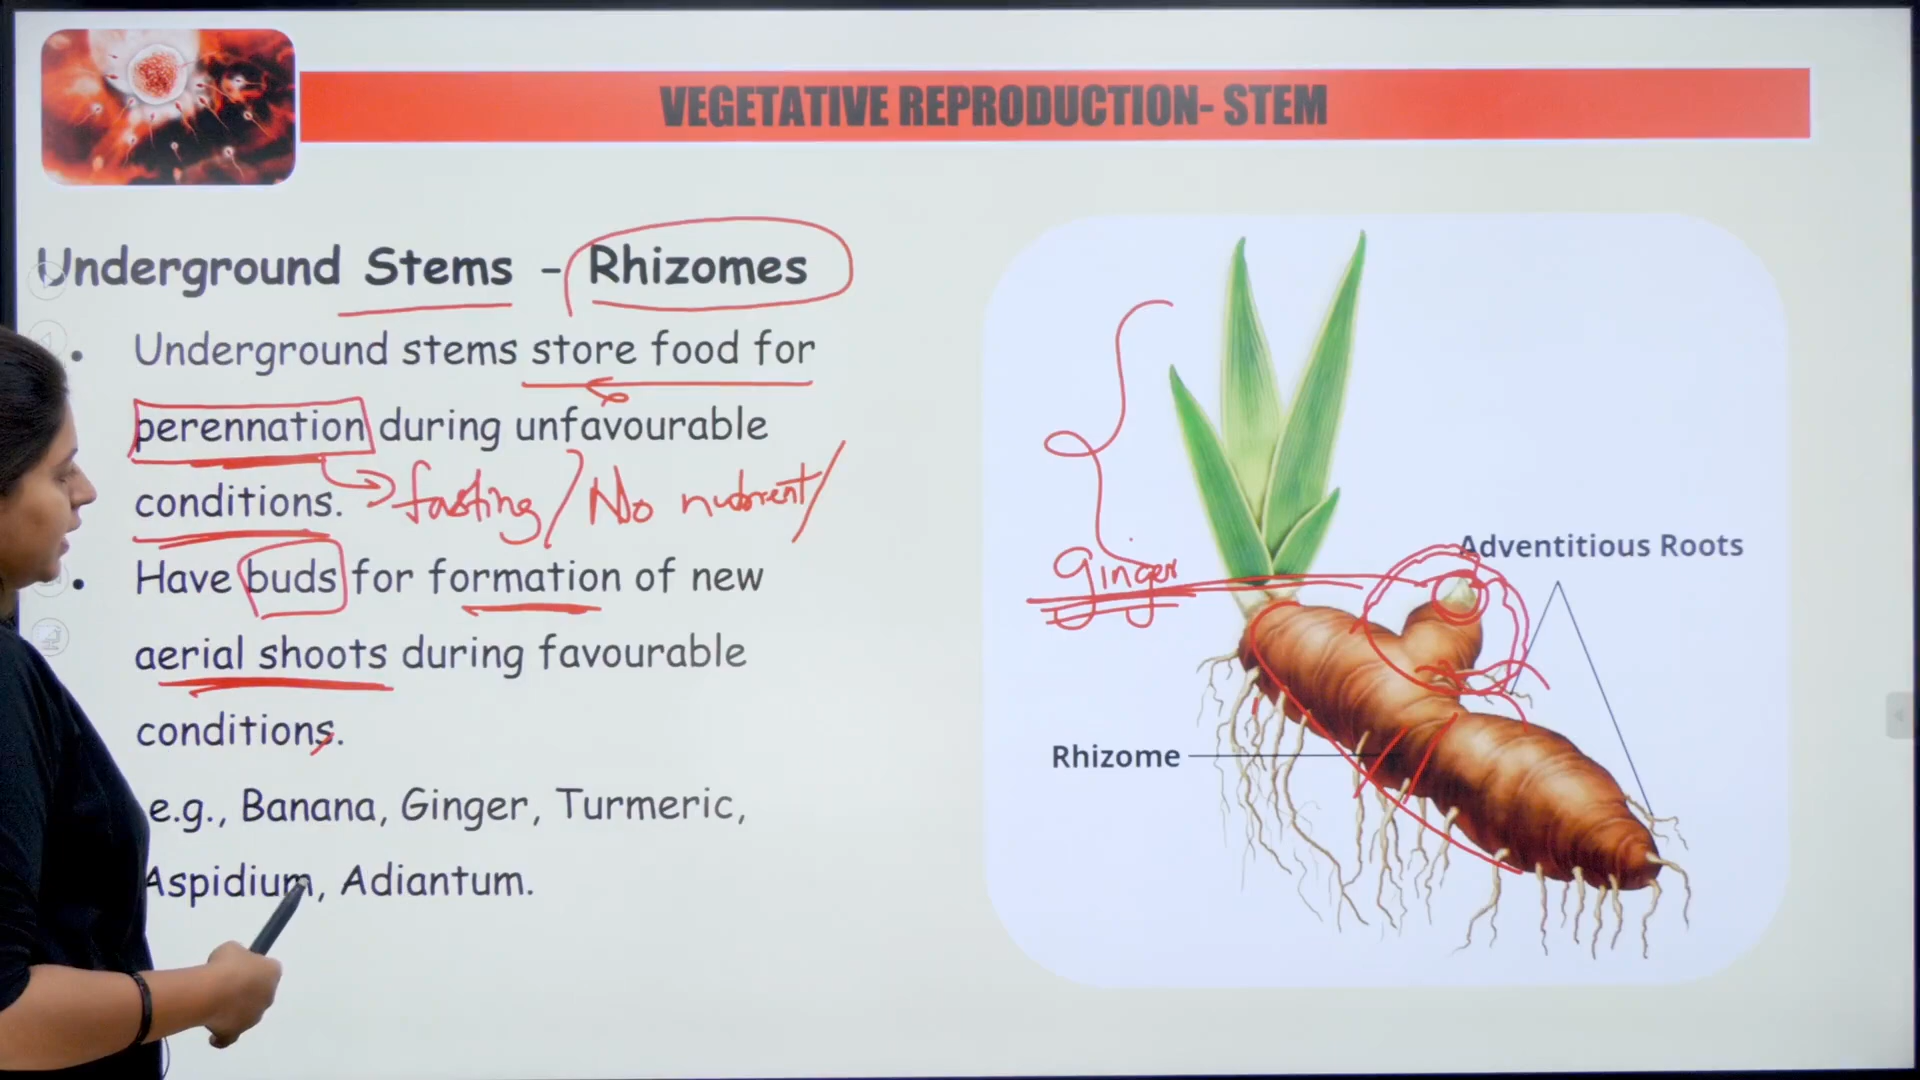 VEGETATIVE REPRODUCTION- STEM
Underground Stems - Rhizomes
• Underground stems store food for
perennation during unfavourable
conditions. fasting / No nutrient /
• Have buds for formation of new
aerial shoots during favourable
conditions.
e.g., Banana, Ginger, Turmeric,
Aspidium, Adiantum.
Ginger
Adventitious Roots
Rhizome